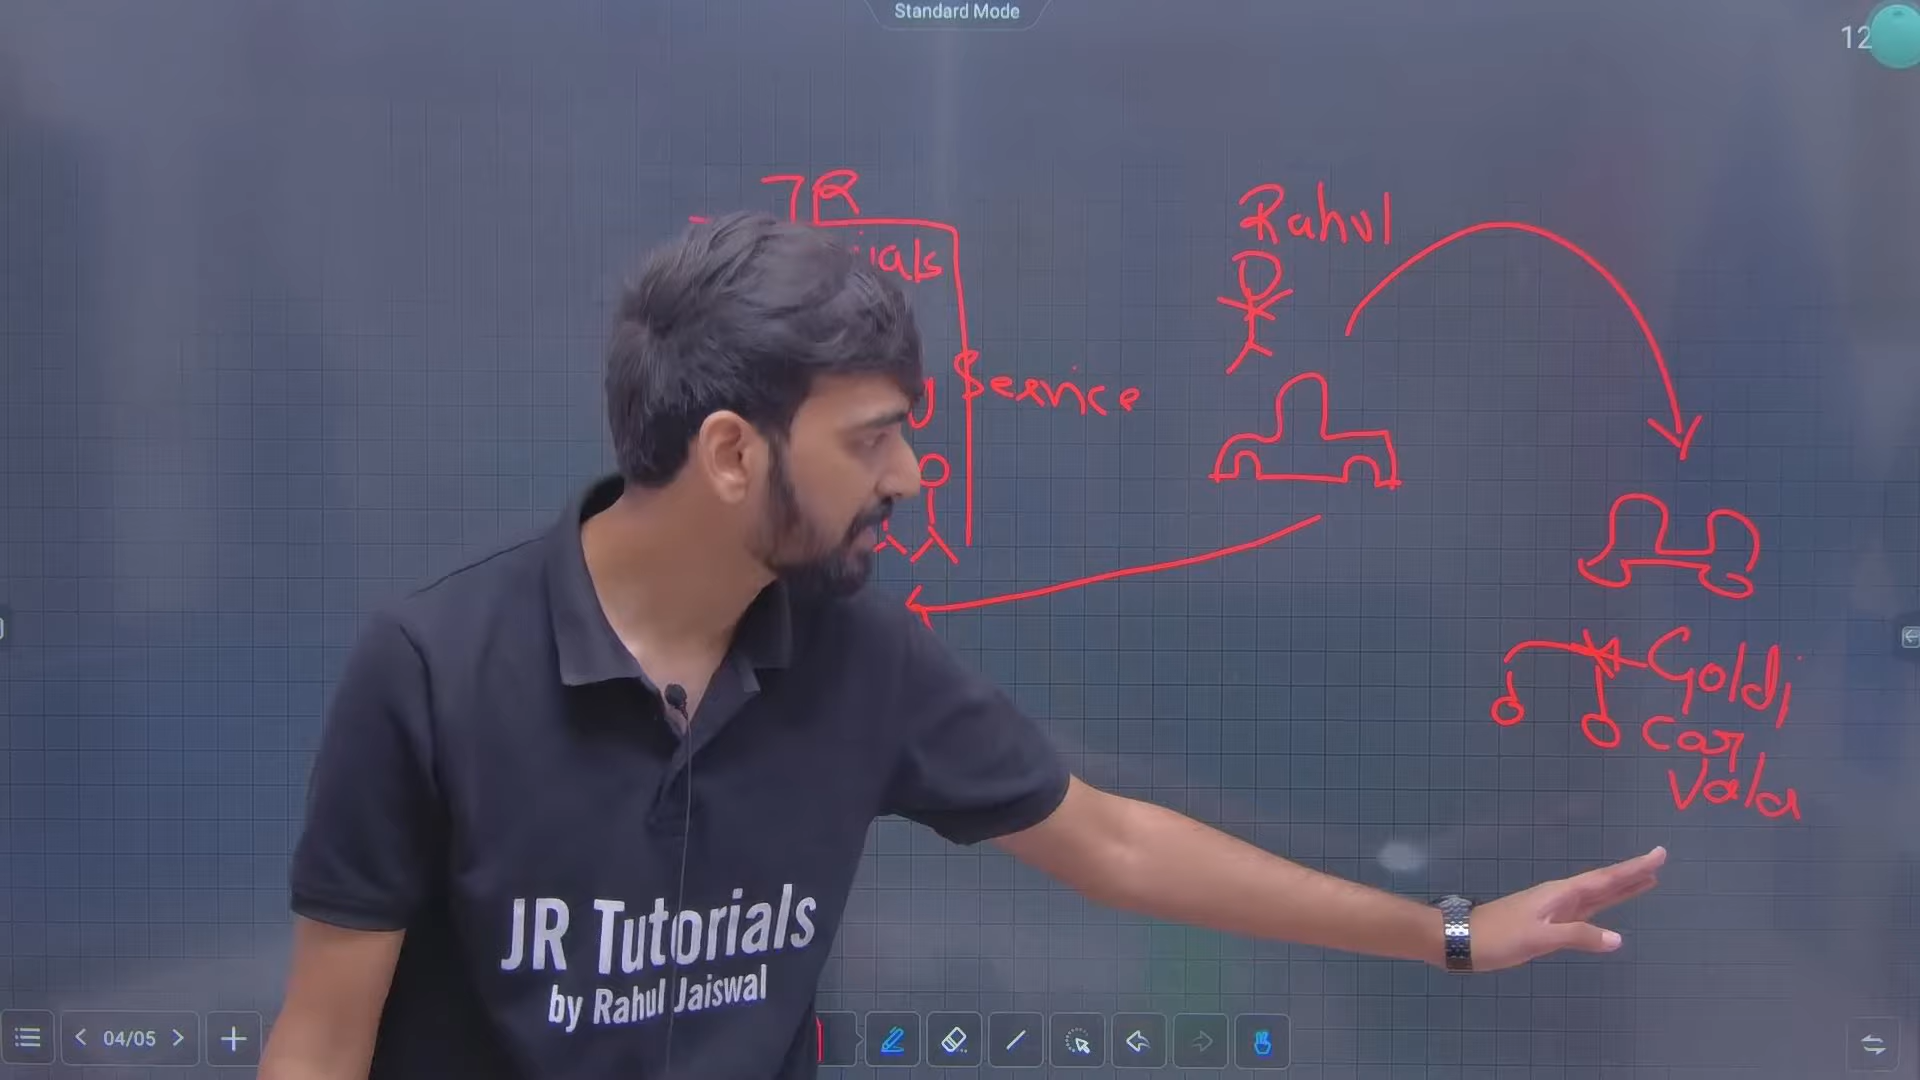 Standard Mode
12
JR
ials
Service
Rahul
Goldi
Car
Vala
JR Tutorials
by Rahul Jaiswal
04/05